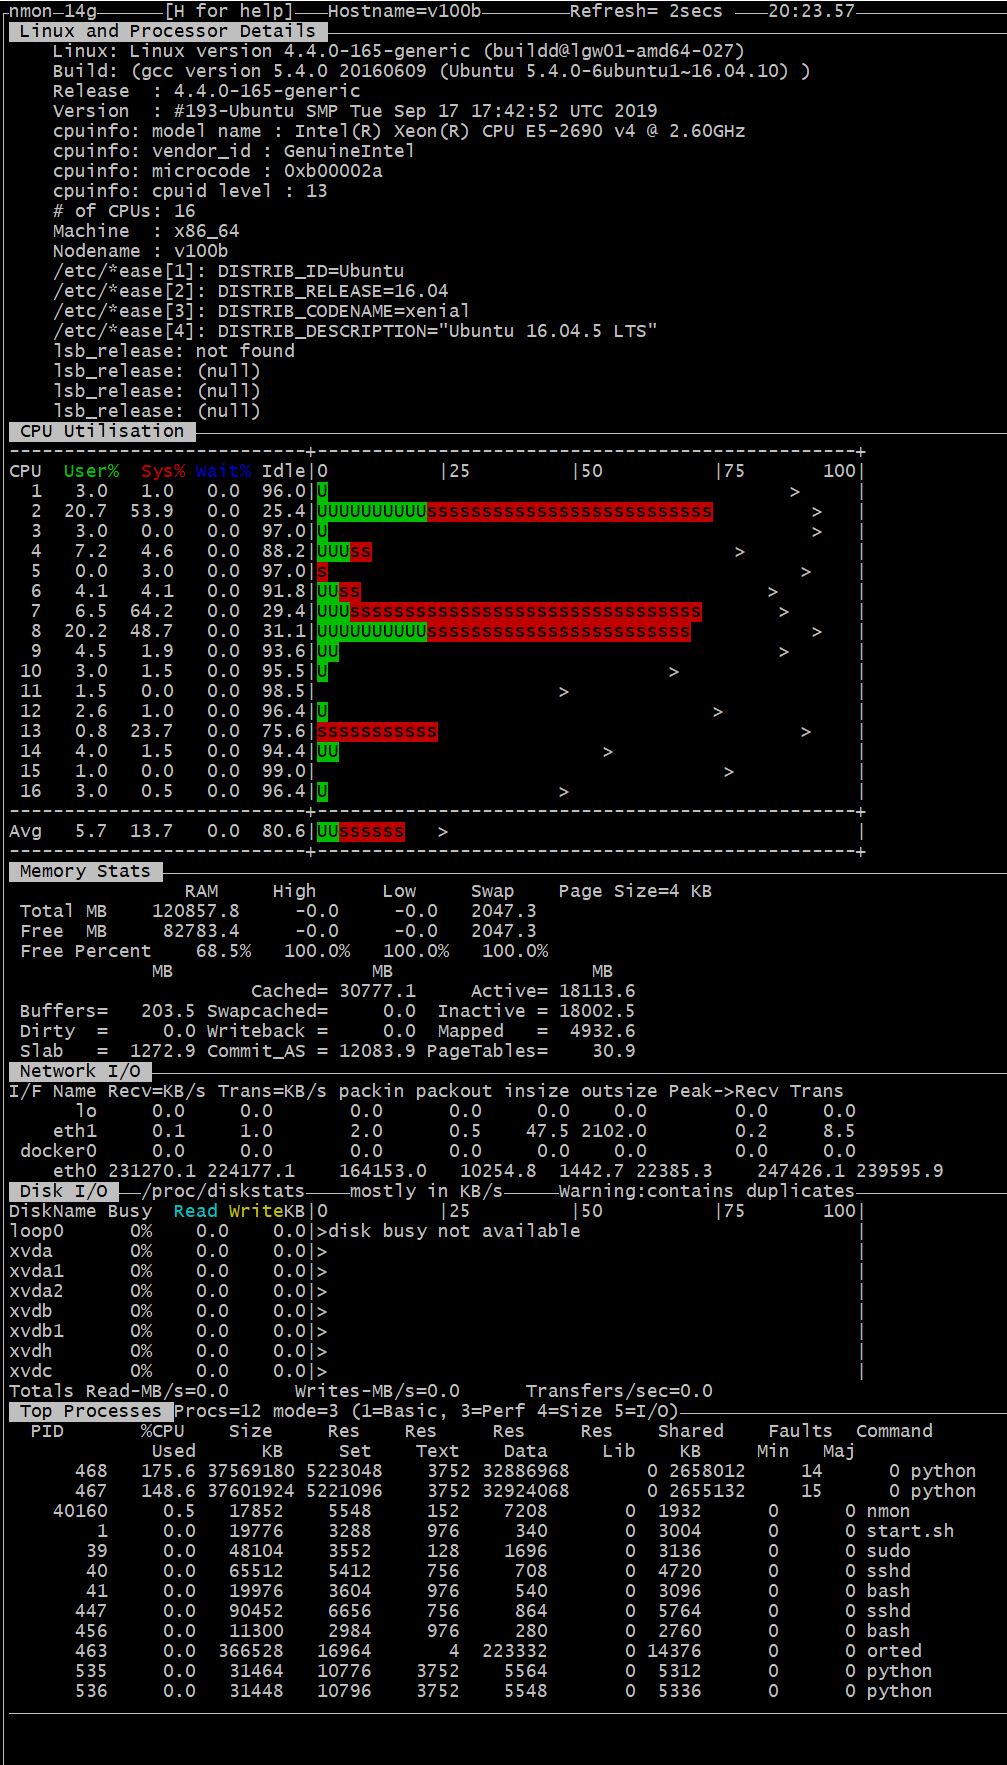 nmon─14g──────[H for help]───Hostname=v100b────────Refresh= 2secs ───20:23.57
Linux and Processor Details
Linux: Linux version 4.4.0-165-generic (buildd@lgw01-amd64-027)
Build: (gcc version 5.4.0 20160609 (Ubuntu 5.4.0-6ubuntu1~16.04.10) )
Release  : 4.4.0-165-generic
Version  : #193-Ubuntu SMP Tue Sep 17 17:42:52 UTC 2019
cpuinfo: model name : Intel(R) Xeon(R) CPU E5-2690 v4 @ 2.60GHz
cpuinfo: vendor_id : GenuineIntel
cpuinfo: microcode : 0xb00002a
cpuinfo: cpuid level : 13
# of CPUs: 16
Machine  : x86_64
Nodename : v100b
/etc/*ease[1]: DISTRIB_ID=Ubuntu
/etc/*ease[2]: DISTRIB_RELEASE=16.04
/etc/*ease[3]: DISTRIB_CODENAME=xenial
/etc/*ease[4]: DISTRIB_DESCRIPTION="Ubuntu 16.04.5 LTS"
lsb_release: not found
lsb_release: (null)
lsb_release: (null)
lsb_release: (null)
CPU Utilisation
---------------------------+-------------------------------------------------+
CPU  User%  Sys% Wait% Idle|0          |25         |50          |75       100|
1   3.0   1.0   0.0  96.0|U                                          >     |
2  20.7  53.9   0.0  25.4|UUUUUUUUUUssssssssssssssssssssssssss         >   |
3   3.0   0.0   0.0  97.0|U                                            >   |
4   7.2   4.6   0.0  88.2|UUUss                                 >          |
5   0.0   3.0   0.0  97.0|s                                           >    |
6   4.1   4.1   0.0  91.8|UUss                                     >       |
7   6.5  64.2   0.0  29.4|UUUssssssssssssssssssssssssssssssss       >      |
8  20.2  48.7   0.0  31.1|UUUUUUUUUUssssssssssssssssssssssss           >   |
9   4.5   1.9   0.0  93.6|UU                                        >      |
10   3.0   1.5   0.0  95.5|U                               >                |
11   1.5   0.0   0.0  98.5|                      >                          |
12   2.6   1.0   0.0  96.4|U                                   >            |
13   0.8  23.7   0.0  75.6|sssssssssss                                 >    |
14   4.0   1.5   0.0  94.4|UU                        >                      |
15   1.0   0.0   0.0  99.0|                                     >           |
16   3.0   0.5   0.0  96.4|U                     >                          |
---------------------------+-------------------------------------------------+
Avg   5.7  13.7   0.0  80.6|UUssssss   >                                     |
---------------------------+-------------------------------------------------+
Memory Stats
RAM     High      Low     Swap    Page Size=4 KB
Total MB    120857.8     -0.0     -0.0   2047.3
Free  MB     82783.4     -0.0     -0.0   2047.3
Free Percent    68.5%   100.0%   100.0%   100.0%
MB                  MB                  MB
Cached= 30777.1     Active= 18113.6
Buffers=   203.5 Swapcached=     0.0  Inactive = 18002.5
Dirty  =     0.0 Writeback =     0.0  Mapped   =  4932.6
Slab   =  1272.9 Commit_AS = 12083.9 PageTables=    30.9
Network I/O
I/F Name Recv=KB/s Trans=KB/s packin packout insize outsize Peak->Recv Trans
lo     0.0     0.0       0.0      0.0     0.0    0.0        0.0     0.0
eth1     0.1     1.0       2.0      0.5    47.5 2102.0        0.2     8.5
docker0     0.0     0.0       0.0      0.0     0.0    0.0        0.0     0.0
eth0 231270.1 224177.1    164153.0   10254.8  1442.7 22385.3    247426.1 239595.9
Disk I/O ──/proc/diskstats────mostly in KB/s─────Warning:contains duplicates
DiskName Busy  Read WriteKB|0          |25         |50          |75       100|
loop0      0%    0.0    0.0|>disk busy not available                         |
xvda       0%    0.0    0.0|>                                                |
xvda1      0%    0.0    0.0|>                                                |
xvda2      0%    0.0    0.0|>                                                |
xvdb       0%    0.0    0.0|>                                                |
xvdb1      0%    0.0    0.0|>                                                |
xvdh       0%    0.0    0.0|>                                                |
xvdc       0%    0.0    0.0|>                                                |
Totals Read-MB/s=0.0      Writes-MB/s=0.0      Transfers/sec=0.0
Top Processes Procs=12 mode=3 (1=Basic, 3=Perf 4=Size 5=I/O)
PID       %CPU    Size     Res    Res     Res     Res    Shared    Faults  Command
Used      KB     Set    Text    Data     Lib    KB     Min   Maj
468   175.6 37569180 5223048    3752 32886968       0 2658012     14      0 python
467   148.6 37601924 5221096    3752 32924068       0 2655132     15      0 python
40160     0.5   17852    5548     152    7208       0  1932      0      0 nmon
1     0.0   19776    3288     976     340       0  3004      0      0 start.sh
39     0.0   48104    3552     128    1696       0  3136      0      0 sudo
40     0.0   65512    5412     756     708       0  4720      0      0 sshd
41     0.0   19976    3604     976     540       0  3096      0      0 bash
447     0.0   90452    6656     756     864       0  5764      0      0 sshd
456     0.0   11300    2984     976     280       0  2760      0      0 bash
463     0.0  366528   16964       4  223332       0 14376      0      0 orted
535     0.0   31464   10776    3752    5564       0  5312      0      0 python
536     0.0   31448   10796    3752    5548       0  5336      0      0 python